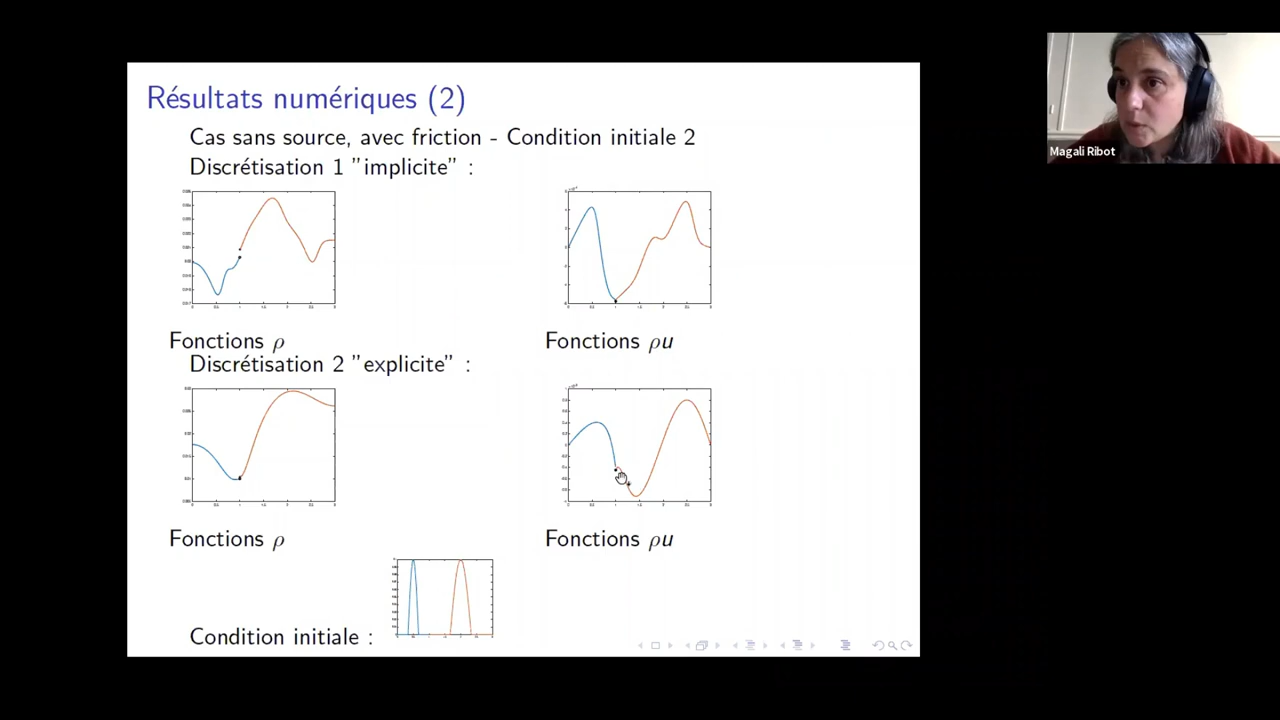 Résultats numériques (2)
Cas sans source, avec friction - Condition initiale 2
Discrétisation 1 "implicite" :
Fonctions ρ
Fonctions ρu
Discrétisation 2 "explicite" :
Fonctions ρ
Fonctions ρu
Condition initiale :
Magali Ribot